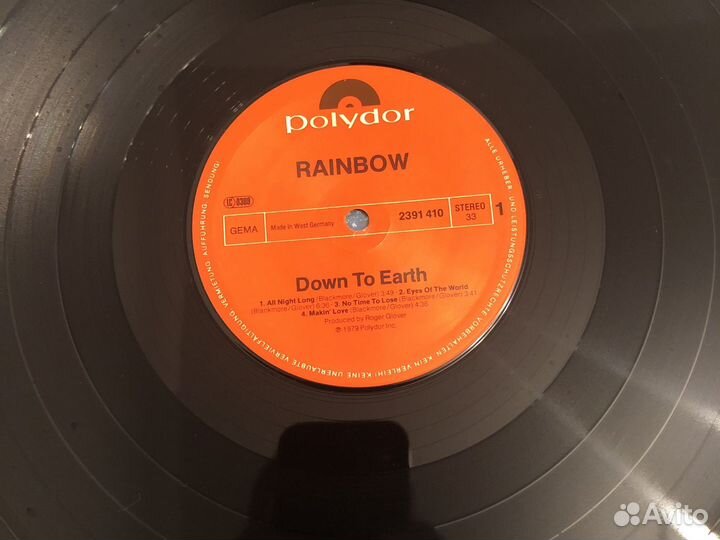 polydor
RAINBOW
LC 0309
GEMA
Made in West Germany
2391 410
STEREO
33
1
Down To Earth
1. All Night Long (Blackmore/Glover) 3:49 - 2. Eyes Of The World
(Blackmore/Glover) 6:36 - 3. No Time To Lose (Blackmore/Glover) 3:41
4. Makin' Love (Blackmore/Glover) 4:36
Produced by Roger Glover
℗ 1979 Polydor Inc.
ALLE URHEBER- UND LEISTUNGSSCHUTZRECHTE VORBEHALTEN KEIN VERLEIH! KEINE UNERLAUBTE VERVIELFÄLTIGUNG, VERMIETUNG, AUFFÜHRUNG, SENDUNG!
Avito